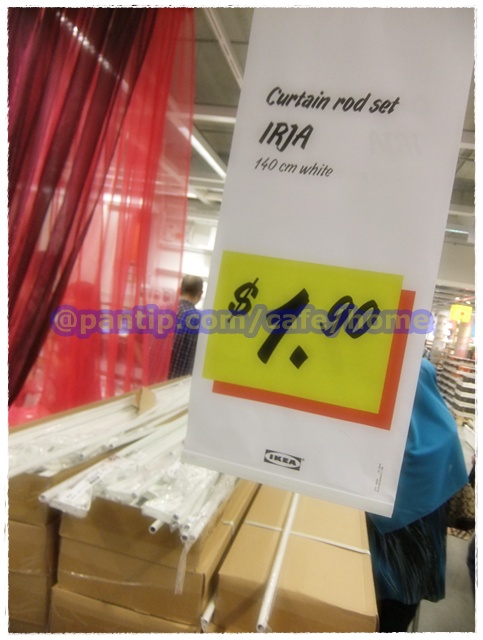 Curtain rod set
IRJA
140 cm white
$1.90
@pantip.com/cafe/home
IKEA